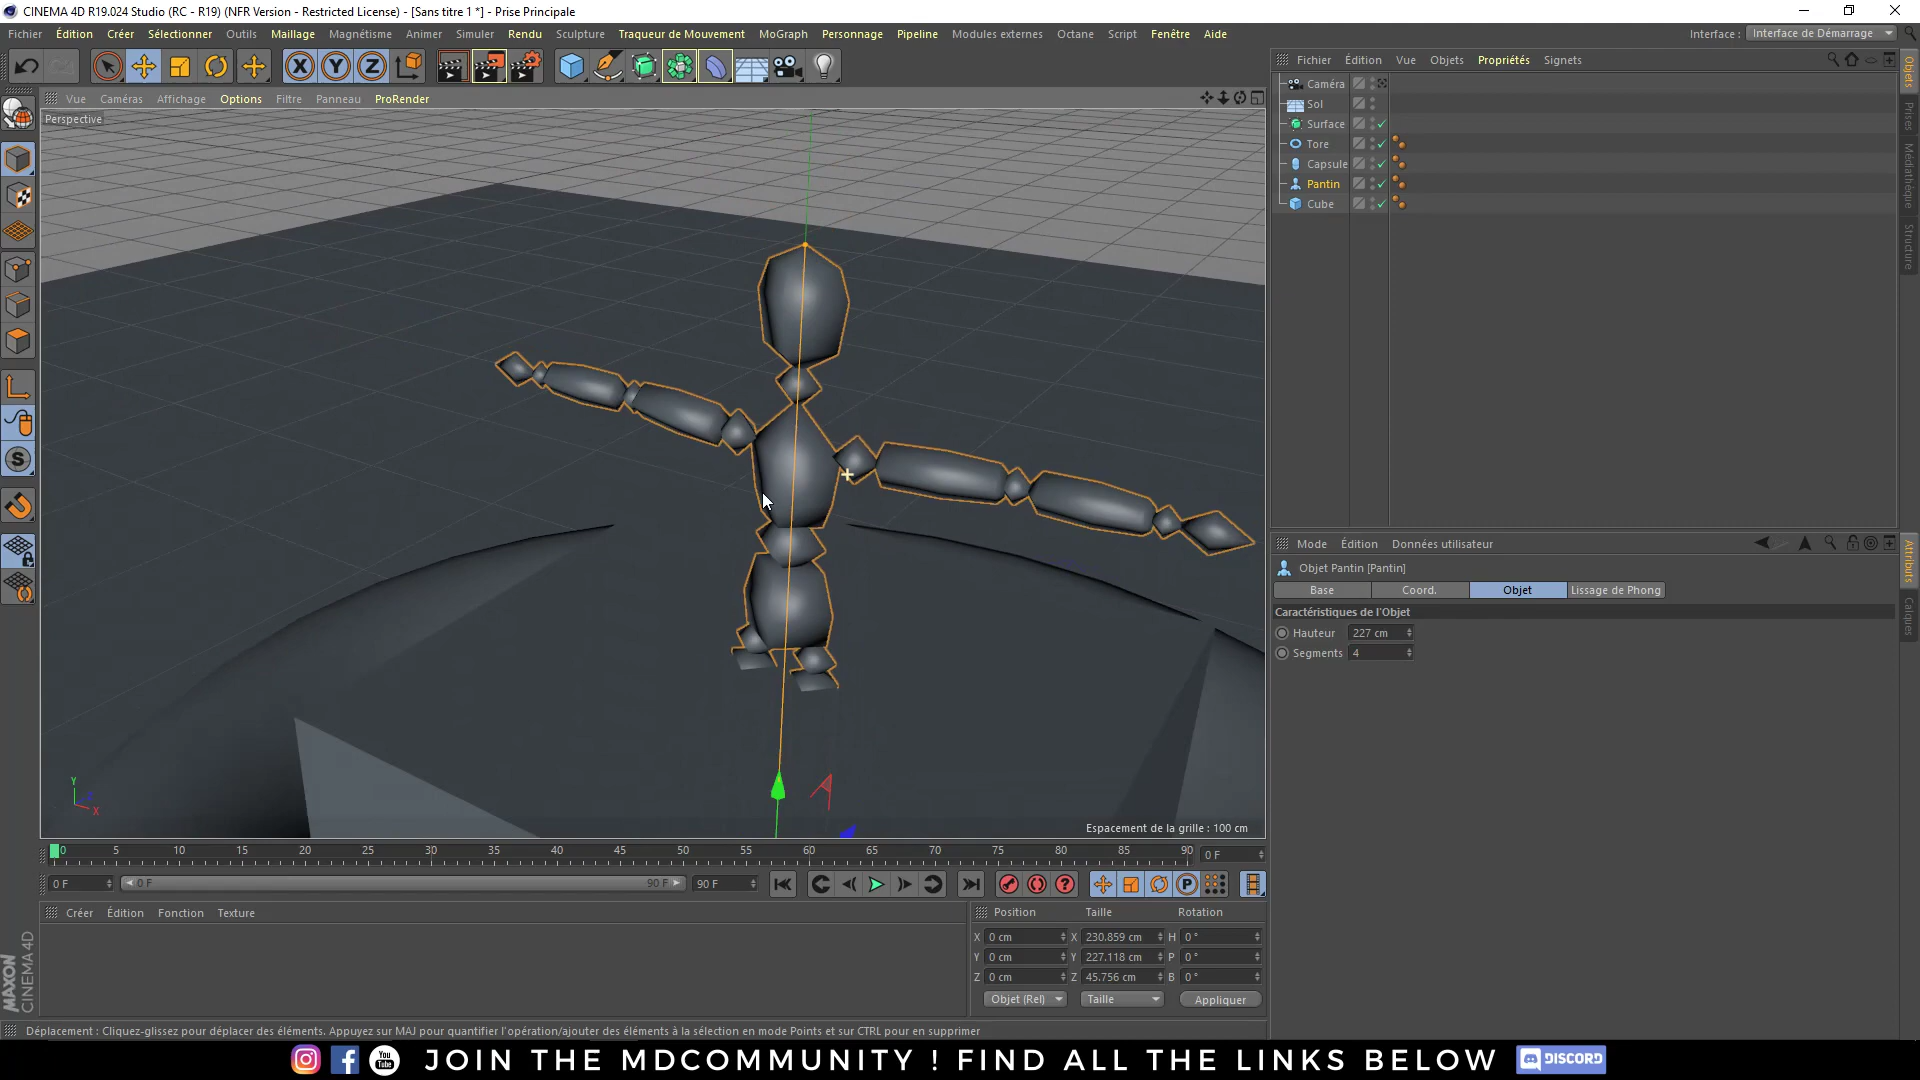 CINEMA 4D R19.024 Studio (RC - R19) (NFR Version - Restricted License) - [Sans titre 1 *] - Prise Principale
Fichier Édition Créer Sélectionner Outils Maillage Magnétisme Animer Simuler Rendu Sculpture Traqueur de Mouvement MoGraph Personnage Pipeline Modules externes Octane Script Fenêtre Aide Interface : Interface de Démarrage
Vue Caméras Affichage Options Filtre Panneau ProRender
Perspective
Fichier Édition Vue Objets Propriétés Signets
Caméra
Sol
Surface
Tore
Capsule
Pantin
Cube
Objets
Prises
Médiathèque
Structure
Mode Édition Données utilisateur
Objet Pantin [Pantin]
Base Coord. Objet Lissage de Phong
Caractéristiques de l'Objet
Hauteur 227 cm
Segments 4
Attributs
Calques
Y
Z
X
Espacement de la grille : 100 cm
0 5 10 15 20 25 30 35 40 45 50 55 60 65 70 75 80 85 90 0 F
0 F 0 F 90 F 90 F
Créer Édition Fonction Texture
Position Taille Rotation
X 0 cm X 230.859 cm H 0 °
Y 0 cm Y 227.118 cm P 0 °
Z 0 cm Z 45.756 cm B 0 °
Objet (Rel) Taille Appliquer
MAXON CINEMA 4D
Déplacement : Cliquez-glissez pour déplacer des éléments. Appuyez sur MAJ pour quantifier l'opération/ajouter des éléments à la sélection en mode Points et sur CTRL pour en supprimer
You Tube JOIN THE MDCOMMUNITY ! FIND ALL THE LINKS BELOW DISCORD